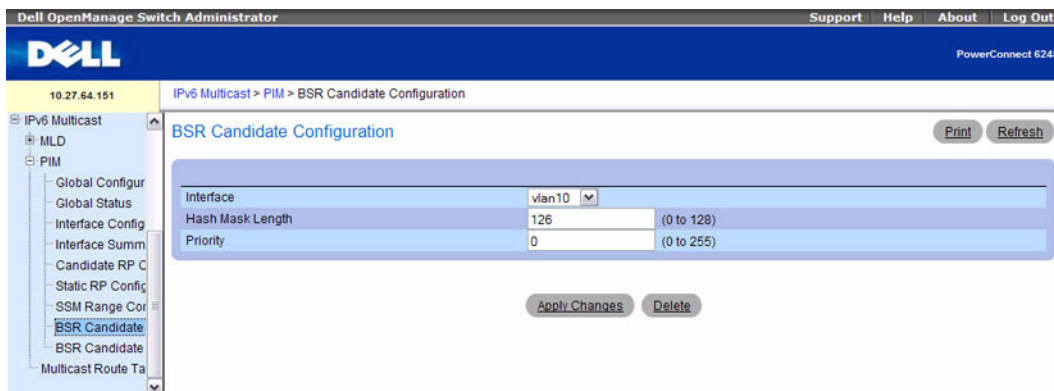 Dell OpenManage Switch Administrator
Support Help About Log Out
DELL
PowerConnect 624
10.27.64.151
IPv6 Multicast > PIM > BSR Candidate Configuration
IPv6 Multicast
MLD
PIM
Global Configur
Global Status
Interface Config
Interface Summ
Candidate RP C
Static RP Config
SSM Range Con
BSR Candidate
BSR Candidate
Multicast Route Ta
BSR Candidate Configuration
Print Refresh
Interface vlan10
Hash Mask Length 126 (0 to 128)
Priority 0 (0 to 255)
Apply Changes Delete